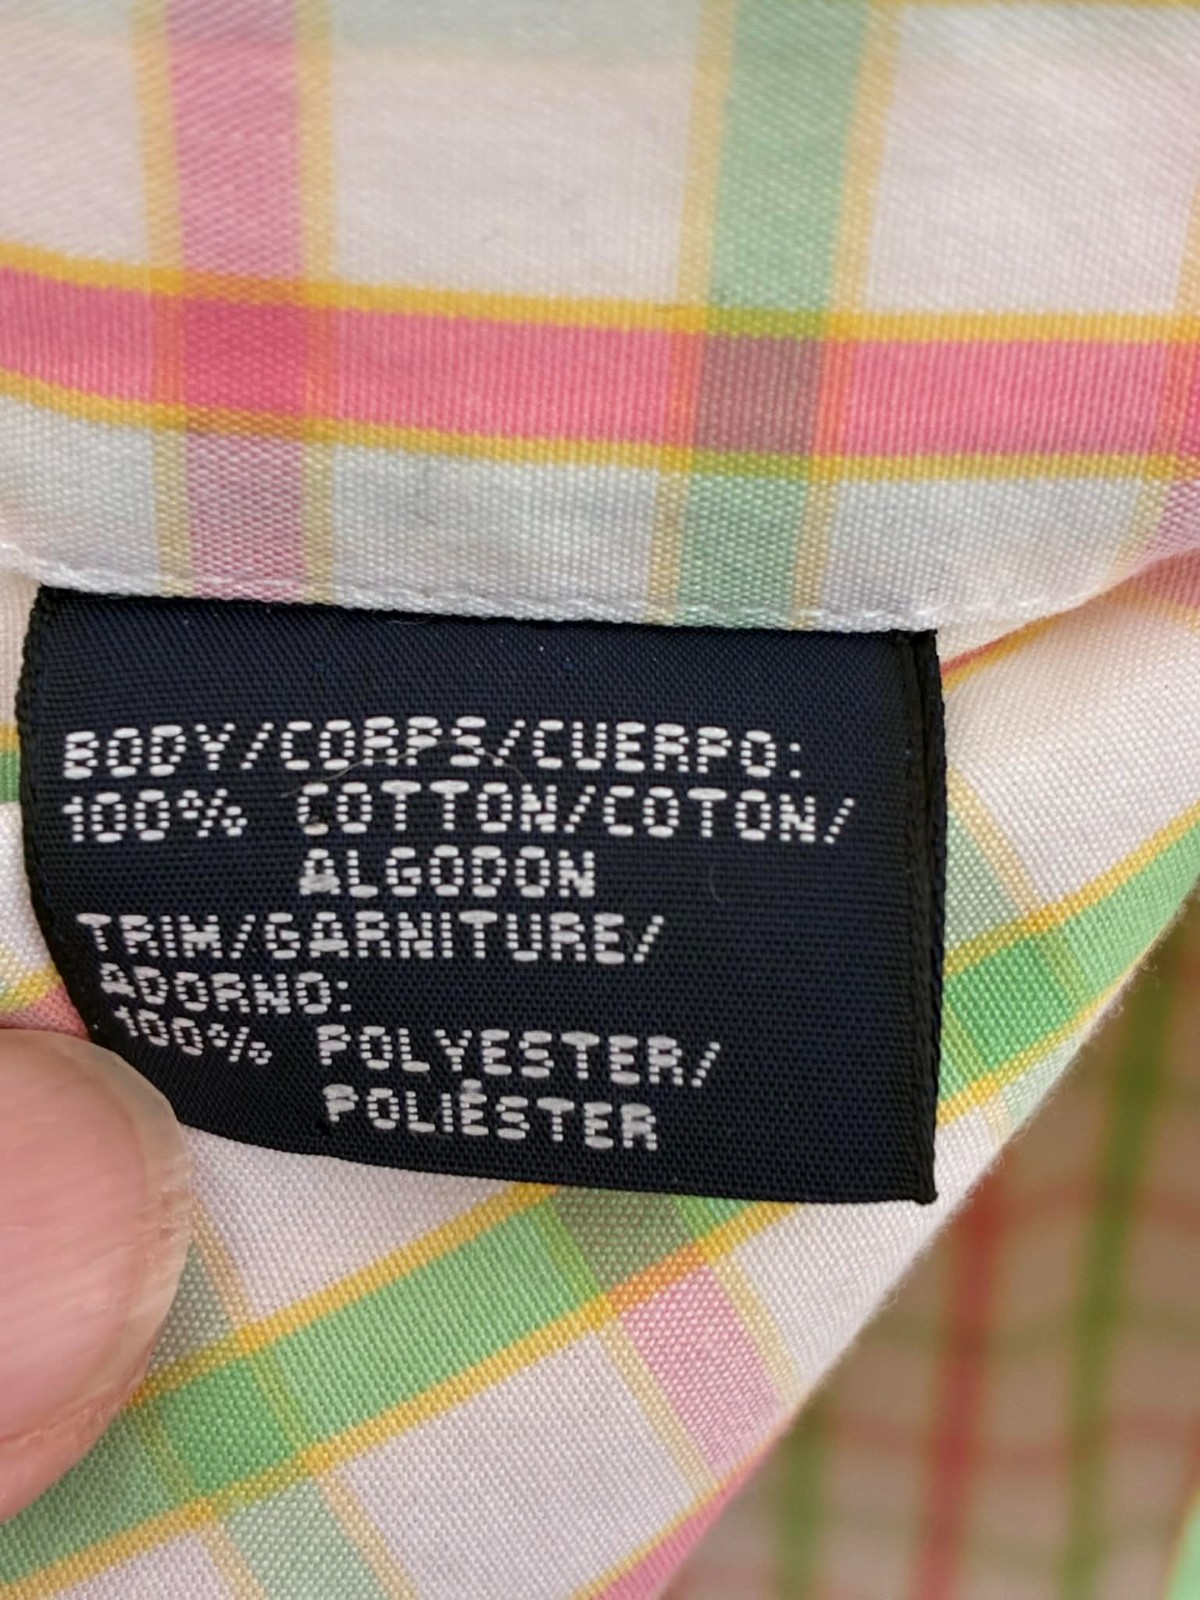 BODY/CORPS/CUERPO:
100% COTTON/COTON/
ALGODON
TRIM/GARNITURE/
ADORNO:
100% POLYESTER/
POLIÉSTER